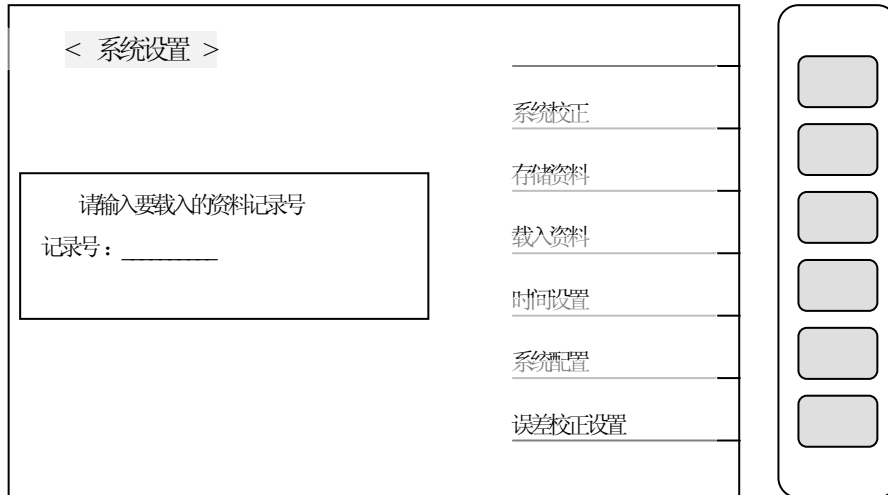 < 系统设置 >
系统校正
存储资料
请输入要载入的资料记录号
记录号：__________
载入资料
时间设置
系统配置
误差校正设置